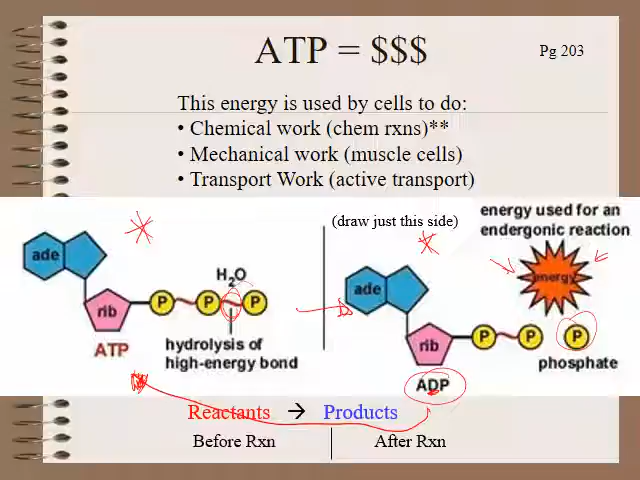 ATP = $$$
Pg 203
This energy is used by cells to do:
• Chemical work (chem rxns)**
• Mechanical work (muscle cells)
• Transport Work (active transport)
(draw just this side)
energy used for an
endergonic reaction
ade
H₂O
rib
P
P
P
ATP
hydrolysis of
high-energy bond
ade
energy
rib
P
P
P
phosphate
ADP
Reactants → Products
Before Rxn
After Rxn